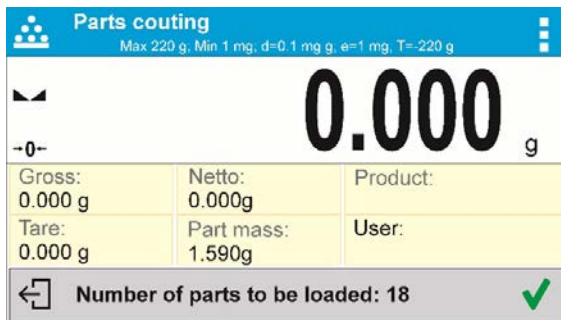 Parts couting
Max 220 g; Min 1 mg; d=0.1 mg g, e=1 mg, T=-220 g
0.000 g
→0←
Gross: Netto: Product:
0.000 g 0.000g
Tare: Part mass: User:
0.000 g 1.590g
Number of parts to be loaded: 18